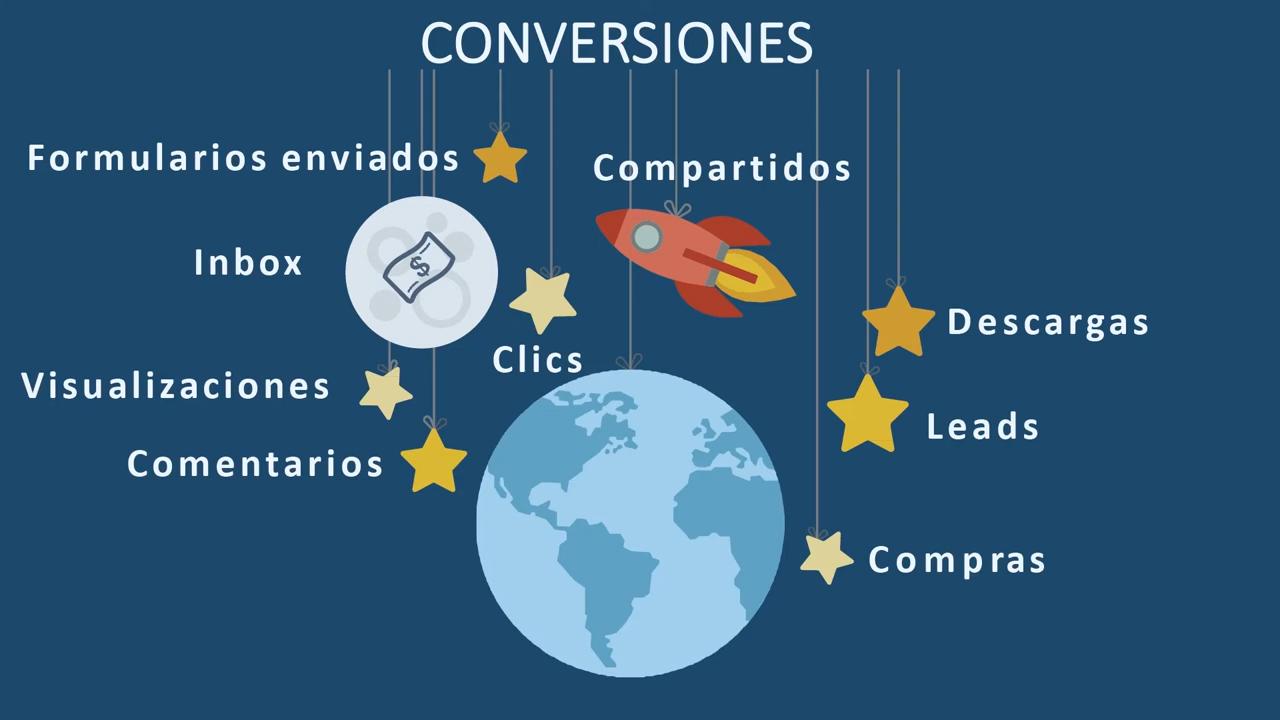 CONVERSIONES
Formularios enviados
Compartidos
Inbox
$
Descargas
Clics
Visualizaciones
Leads
Comentarios
Compras